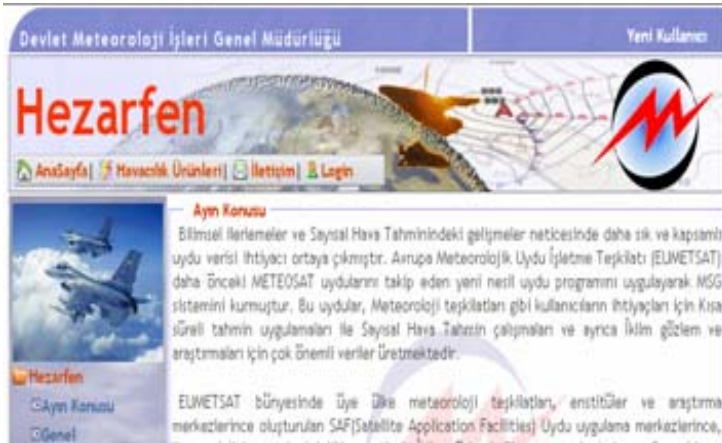 Devlet Meteoroloji İşleri Genel Müdürlüğü
Yeni Kullanıcı
Hezarfen
AnaSayfa| Havacılık Ürünleri| İletişim| Login
Ayın Konusu
Bilimsel ilerlemeler ve Sayısal Hava Tahminindeki gelişmeler neticesinde daha sık ve kapsamlı
uydu verisi ihtiyacı ortaya çıkmıştır. Avrupa Meteorolojik Uydu İşletme Teşkilatı (EUMETSAT)
daha önceki METEOSAT uydularını takip eden yeni nesil uydu programını uygulayarak MSG
sistemini kurmuştur. Bu uydular, Meteoroloji teşkilatları gibi kullanıcıların ihtiyaçları için Kısa
süreli tahmin uygulamaları ile Sayısal Hava Tahmin çalışmaları ve ayrıca İklim gözlem ve
araştırmaları için çok önemli veriler üretmektedir.
Hezarfen
Ayın Konusu
Genel
EUMETSAT bünyesinde üye ülke meteoroloji teşkilatları, enstitüler ve araştırma
merkezlerince oluşturulan SAF(Satellite Application Facilities) Uydu uygulama merkezlerince,